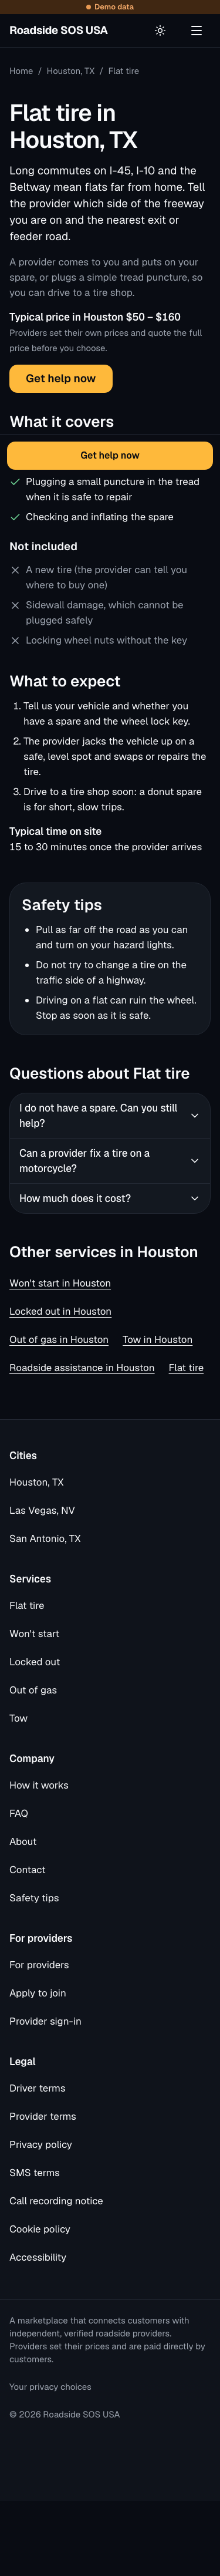 Demo data
Roadside SOS USA
Home / Houston, TX / Flat tire
Flat tire in
Houston, TX
Long commutes on I-45, I-10 and the
Beltway mean flats far from home. Tell
the provider which side of the freeway
you are on and the nearest exit or
feeder road.
A provider comes to you and puts on your
spare, or plugs a simple tread puncture, so
you can drive to a tire shop.
Typical price in Houston $50 – $160
Providers set their own prices and quote the full
price before you choose.
Get help now
What it covers
Get help now
Plugging a small puncture in the tread
when it is safe to repair
Checking and inflating the spare
Not included
A new tire (the provider can tell you
where to buy one)
Sidewall damage, which cannot be
plugged safely
Locking wheel nuts without the key
What to expect
1. Tell us your vehicle and whether you
have a spare and the wheel lock key.
2. The provider jacks the vehicle up on a
safe, level spot and swaps or repairs the
tire.
3. Drive to a tire shop soon: a donut spare
is for short, slow trips.
Typical time on site
15 to 30 minutes once the provider arrives
Safety tips
• Pull as far off the road as you can
and turn on your hazard lights.
• Do not try to change a tire on the
traffic side of a highway.
• Driving on a flat can ruin the wheel.
Stop as soon as it is safe.
Questions about Flat tire
I do not have a spare. Can you still
help?
Can a provider fix a tire on a
motorcycle?
How much does it cost?
Other services in Houston
Won't start in Houston
Locked out in Houston
Out of gas in Houston Tow in Houston
Roadside assistance in Houston Flat tire
Cities
Houston, TX
Las Vegas, NV
San Antonio, TX
Services
Flat tire
Won't start
Locked out
Out of gas
Tow
Company
How it works
FAQ
About
Contact
Safety tips
For providers
For providers
Apply to join
Provider sign-in
Legal
Driver terms
Provider terms
Privacy policy
SMS terms
Call recording notice
Cookie policy
Accessibility
A marketplace that connects customers with
independent, verified roadside providers.
Providers set their prices and are paid directly by
customers.
Your privacy choices
© 2026 Roadside SOS USA